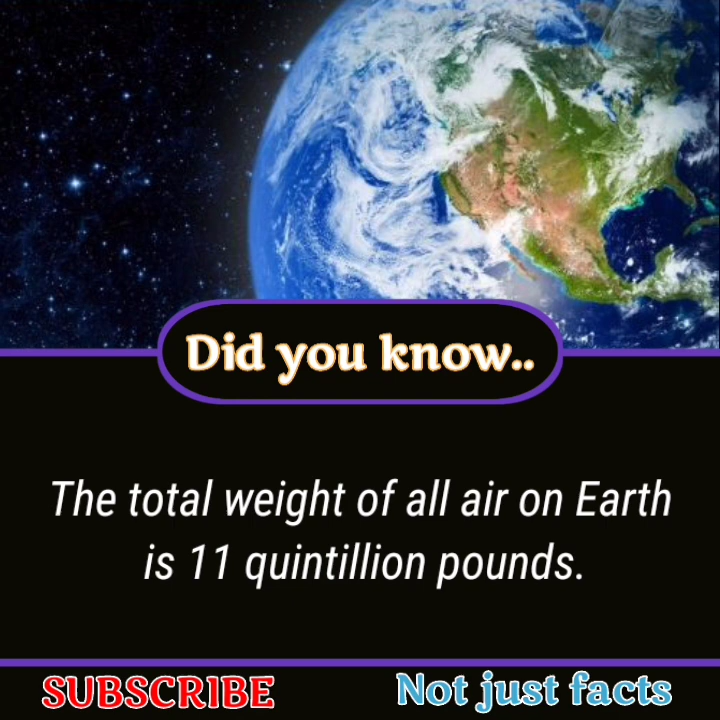 Did you know..
The total weight of all air on Earth
is 11 quintillion pounds.
SUBSCRIBE
Not just facts